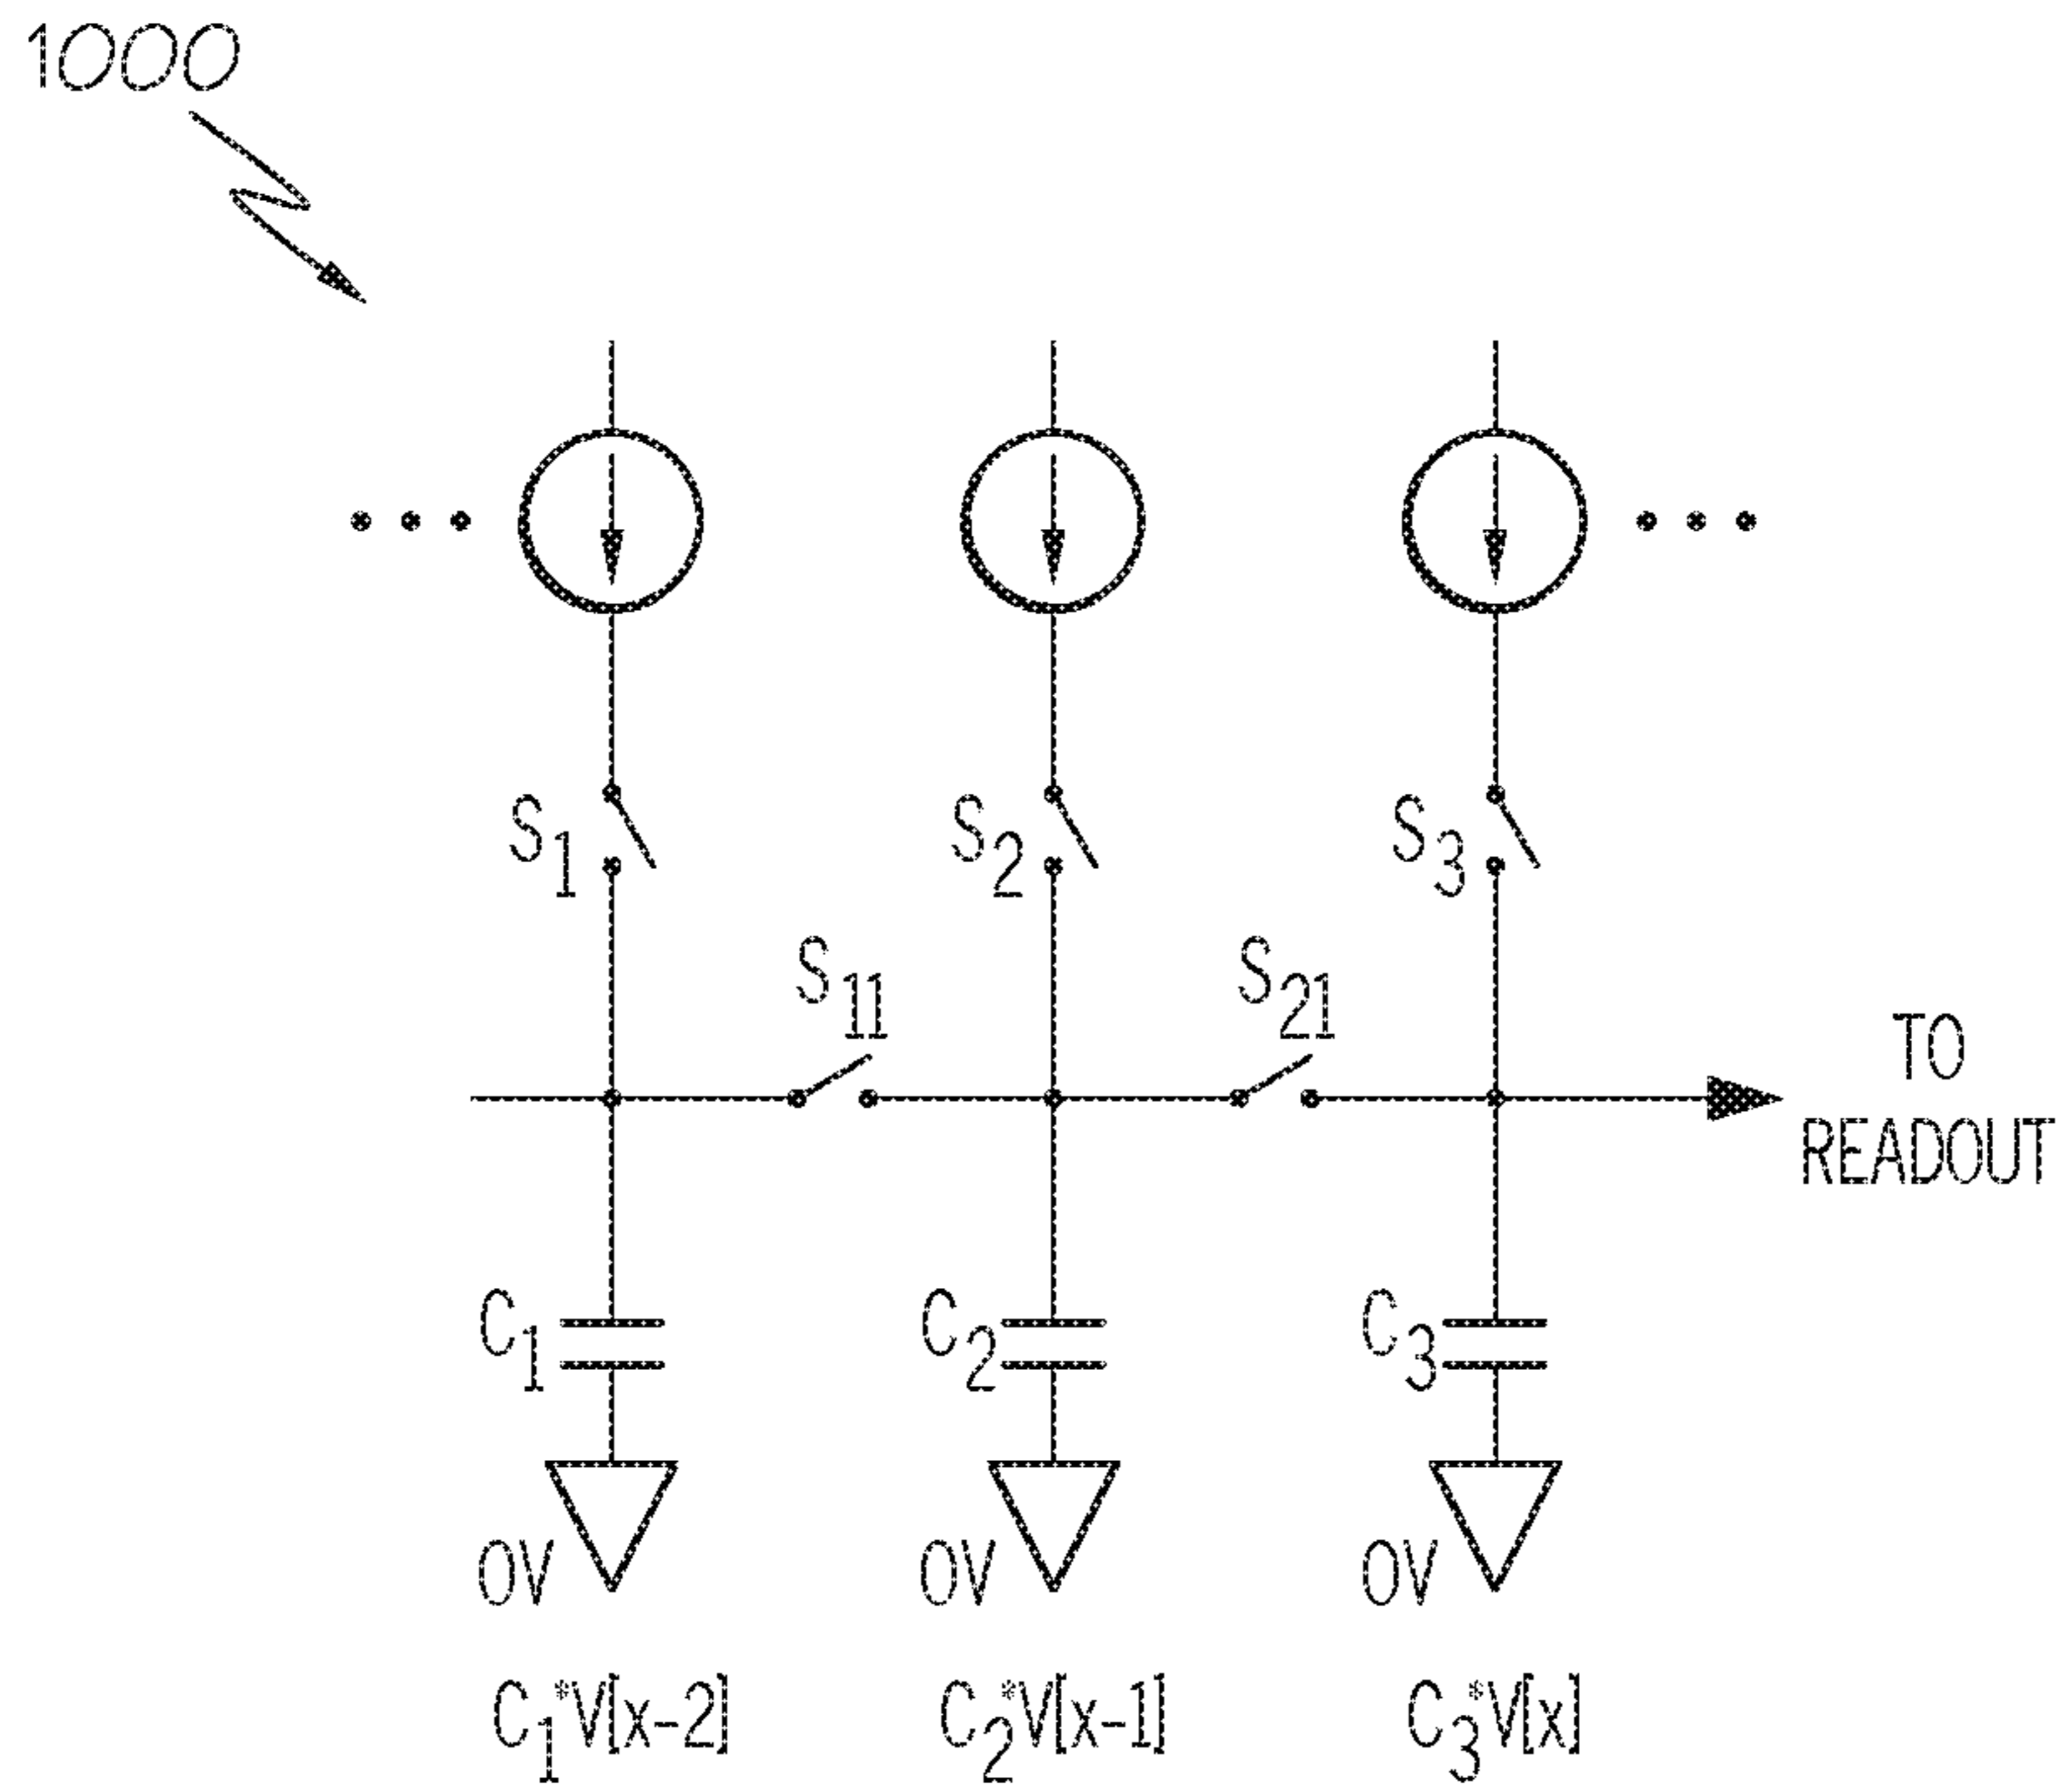 1000
S1
S2
S3
S11
S21
TO
READOUT
C1
C2
C3
0V
0V
0V
C1*V[x-2]
C2*V[x-1]
C3*V[x]